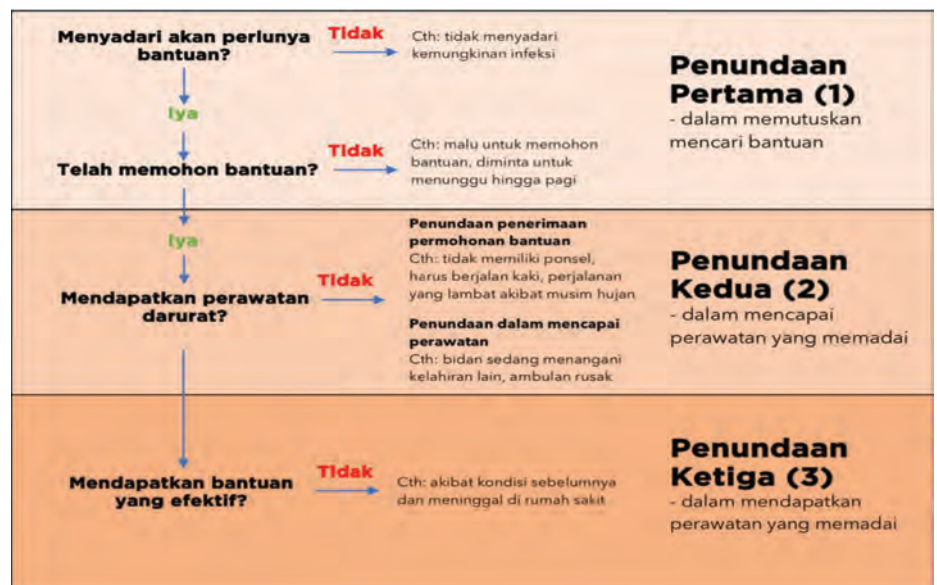 Menyadari akan perlunya
bantuan?
TIdak
Cth: tidak menyadari
kemungkinan infeksi
Iya
Telah memohon bantuan?
TIdak
Cth: malu untuk memohon
bantuan, diminta untuk
menunggu hingga pagi
Penundaan
Pertama (1)
- dalam memutuskan
mencari bantuan
Iya
Mendapatkan perawatan
darurat?
TIdak
Penundaan penerimaan
permohonan bantuan
Cth: tidak memiliki ponsel,
harus berjalan kaki, perjalanan
yang lambat akibat musim hujan
Penundaan dalam mencapai
perawatan
Cth: bidan sedang menangani
kelahiran lain, ambulan rusak
Penundaan
Kedua (2)
- dalam mencapai
perawatan yang memadai
Mendapatkan bantuan
yang efektif?
TIdak
Cth: akibat kondisi sebelumnya
dan meninggal di rumah sakit
Penundaan
Ketiga (3)
- dalam mendapatkan
perawatan yang memadai